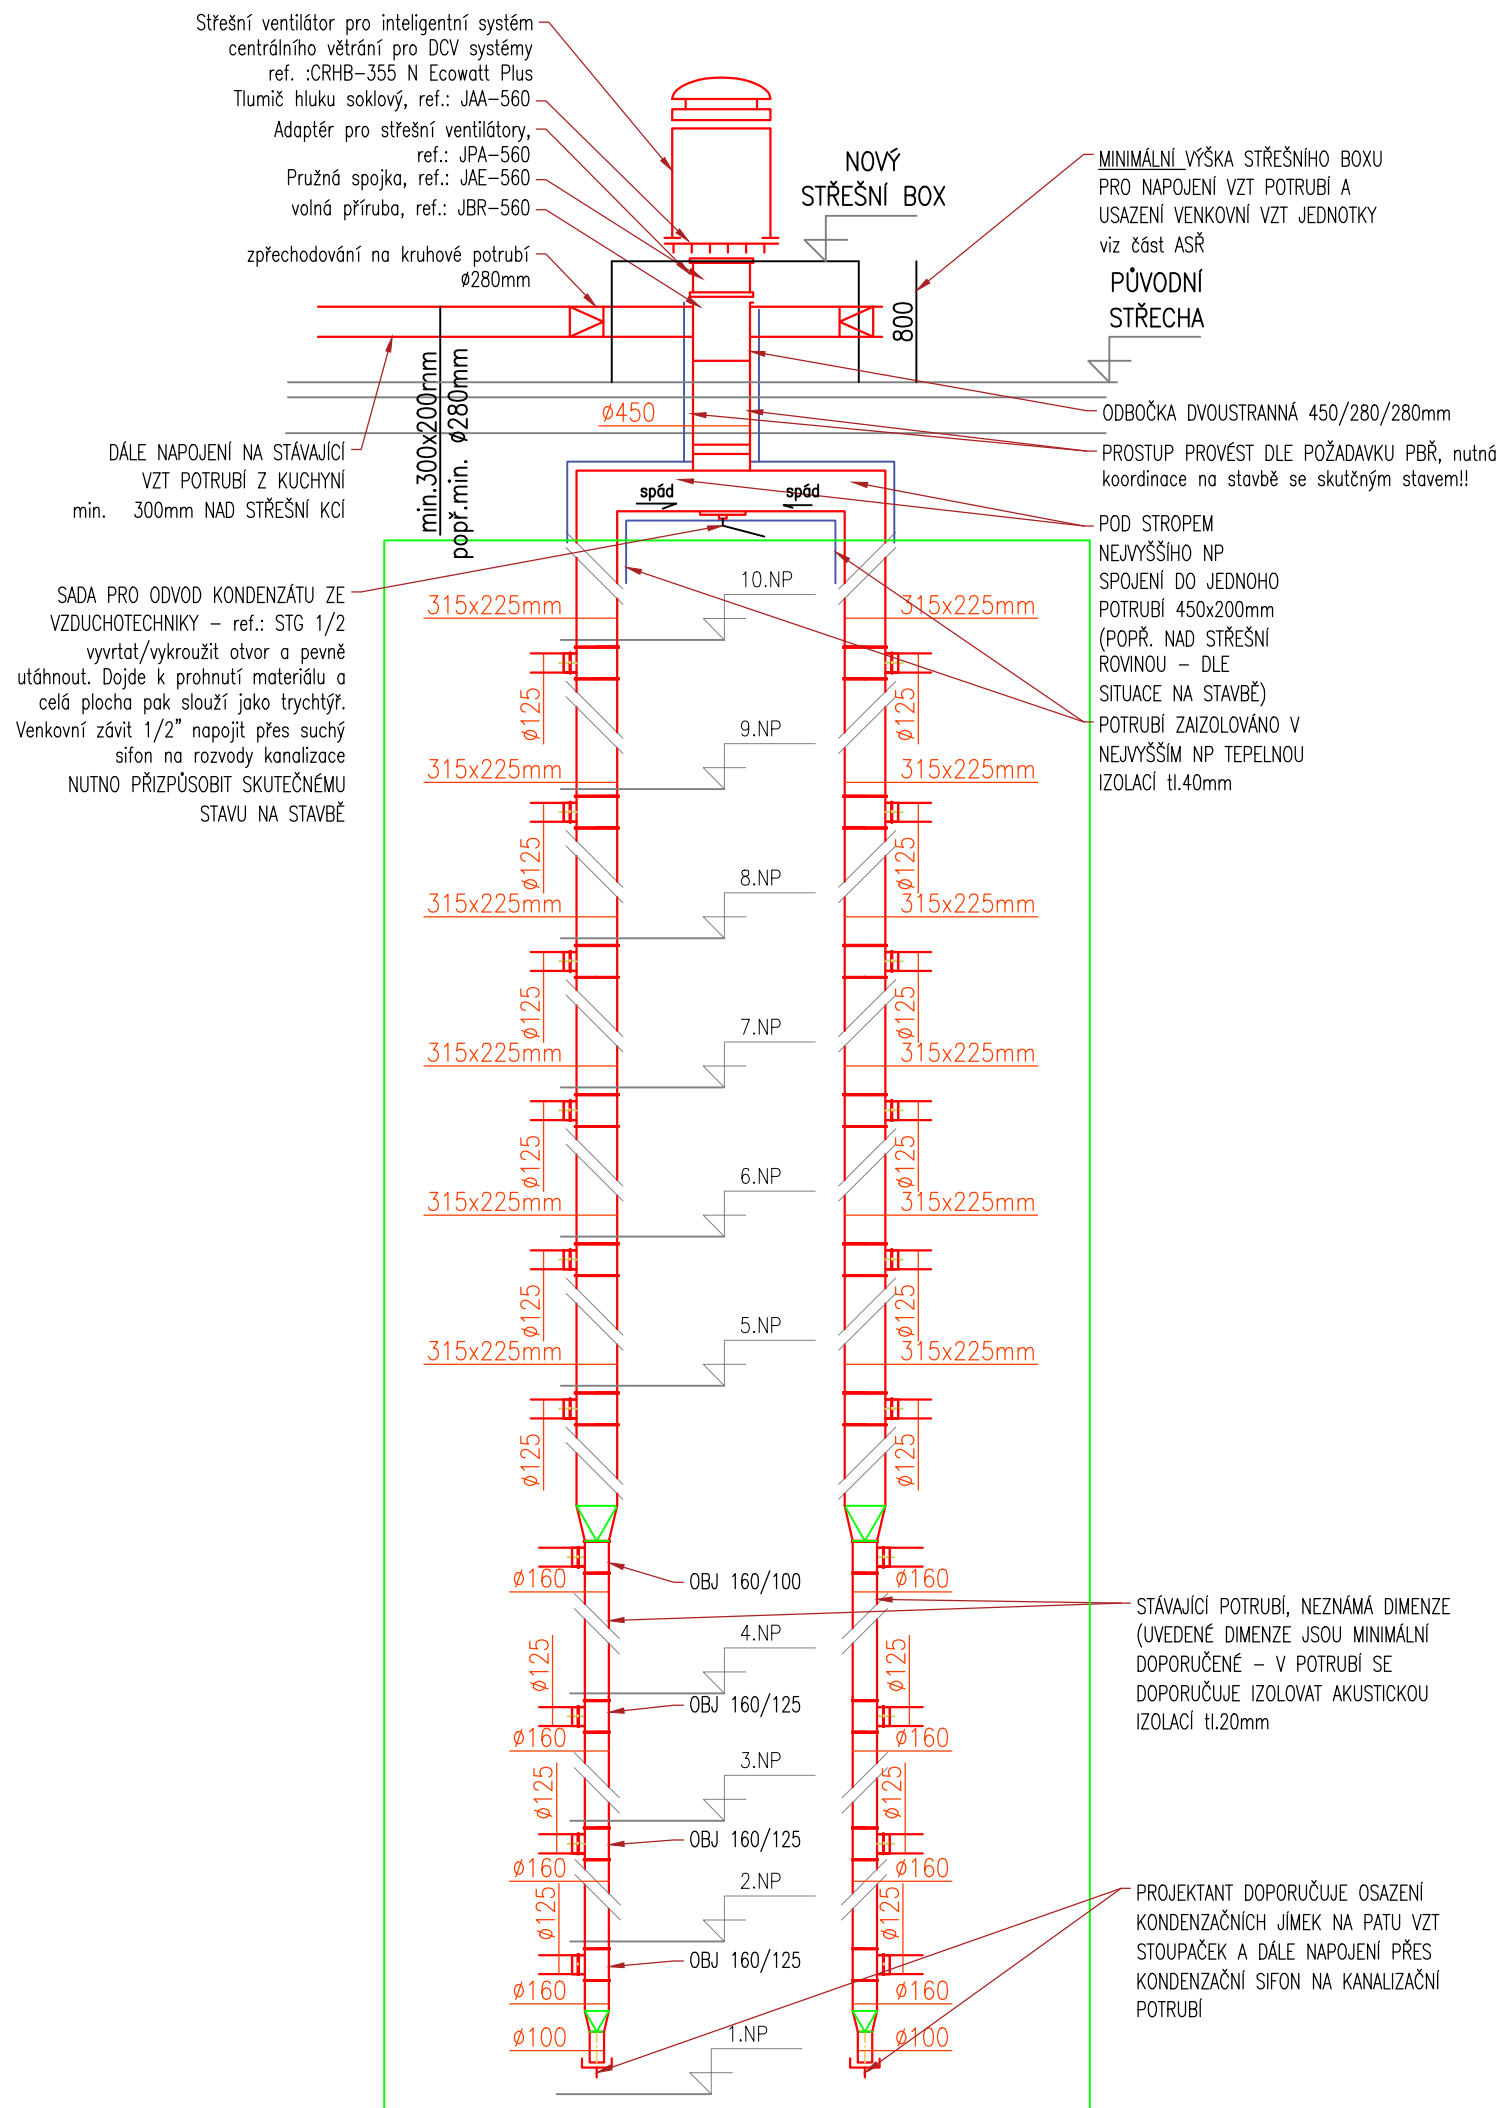 Střešní ventilátor pro inteligentní systém
centrálního větrání pro DCV systémy
ref. :CRHB-355 N Ecowatt Plus
Tlumič hluku soklový, ref.: JAA-560
Adaptér pro střešní ventilátory,
ref.: JPA-560
Pružná spojka, ref.: JAE-560
volná příruba, ref.: JBR-560
zpřechodování na kruhové potrubí
ø280mm
NOVÝ
STŘEŠNÍ BOX
MINIMÁLNÍ VÝŠKA STŘEŠNÍHO BOXU
PRO NAPOJENÍ VZT POTRUBÍ A
USAZENÍ VENKOVNÍ VZT JEDNOTKY
viz část ASŘ
PŮVODNÍ
STŘECHA
800
min.300x200mm
popř.min. ø280mm
ø450
ODBOČKA DVOUSTRANNÁ 450/280/280mm
PROSTUP PROVÉST DLE POŽADAVKU PBŘ, nutná
koordinace na stavbě se skutčným stavem!!
DÁLE NAPOJENÍ NA STÁVAJÍCÍ
VZT POTRUBÍ Z KUCHYNÍ
min. 300mm NAD STŘEŠNÍ KCÍ
spád
spád
POD STROPEM
NEJVYŠŠÍHO NP
SPOJENÍ DO JEDNOHO
POTRUBÍ 450x200mm
(POPŘ. NAD STŘEŠNÍ
ROVINOU – DLE
SITUACE NA STAVBĚ)
POTRUBÍ ZAIZOLOVÁNO V
NEJVYŠŠÍM NP TEPELNOU
IZOLACÍ tl.40mm
SADA PRO ODVOD KONDENZÁTU ZE
VZDUCHOTECHNIKY – ref.: STG 1/2
vyvrtat/vykroužit otvor a pevně
utáhnout. Dojde k prohnutí materiálu a
celá plocha pak slouží jako trychtýř.
Venkovní závit 1/2" napojit přes suchý
sifon na rozvody kanalizace
NUTNO PŘIZPŮSOBIT SKUTEČNÉMU
STAVU NA STAVBĚ
10.NP
315x225mm
315x225mm
ø125
ø125
9.NP
315x225mm
315x225mm
ø125
ø125
8.NP
315x225mm
315x225mm
ø125
ø125
7.NP
315x225mm
315x225mm
ø125
ø125
6.NP
315x225mm
315x225mm
ø125
ø125
5.NP
315x225mm
315x225mm
ø125
ø125
ø160
OBJ 160/100
ø160
STÁVAJÍCÍ POTRUBÍ, NEZNÁMÁ DIMENZE
(UVEDENÉ DIMENZE JSOU MINIMÁLNÍ
DOPORUČENÉ – V POTRUBÍ SE
DOPORUČUJE IZOLOVAT AKUSTICKOU
IZOLACÍ tl.20mm
4.NP
ø125
ø125
OBJ 160/125
ø160
ø160
3.NP
ø125
ø125
OBJ 160/125
ø160
ø160
2.NP
ø125
ø125
OBJ 160/125
ø160
ø160
PROJEKTANT DOPORUČUJE OSAZENÍ
KONDENZAČNÍCH JÍMEK NA PATU VZT
STOUPAČEK A DÁLE NAPOJENÍ PŘES
KONDENZAČNÍ SIFON NA KANALIZAČNÍ
POTRUBÍ
ø100
1.NP
ø100